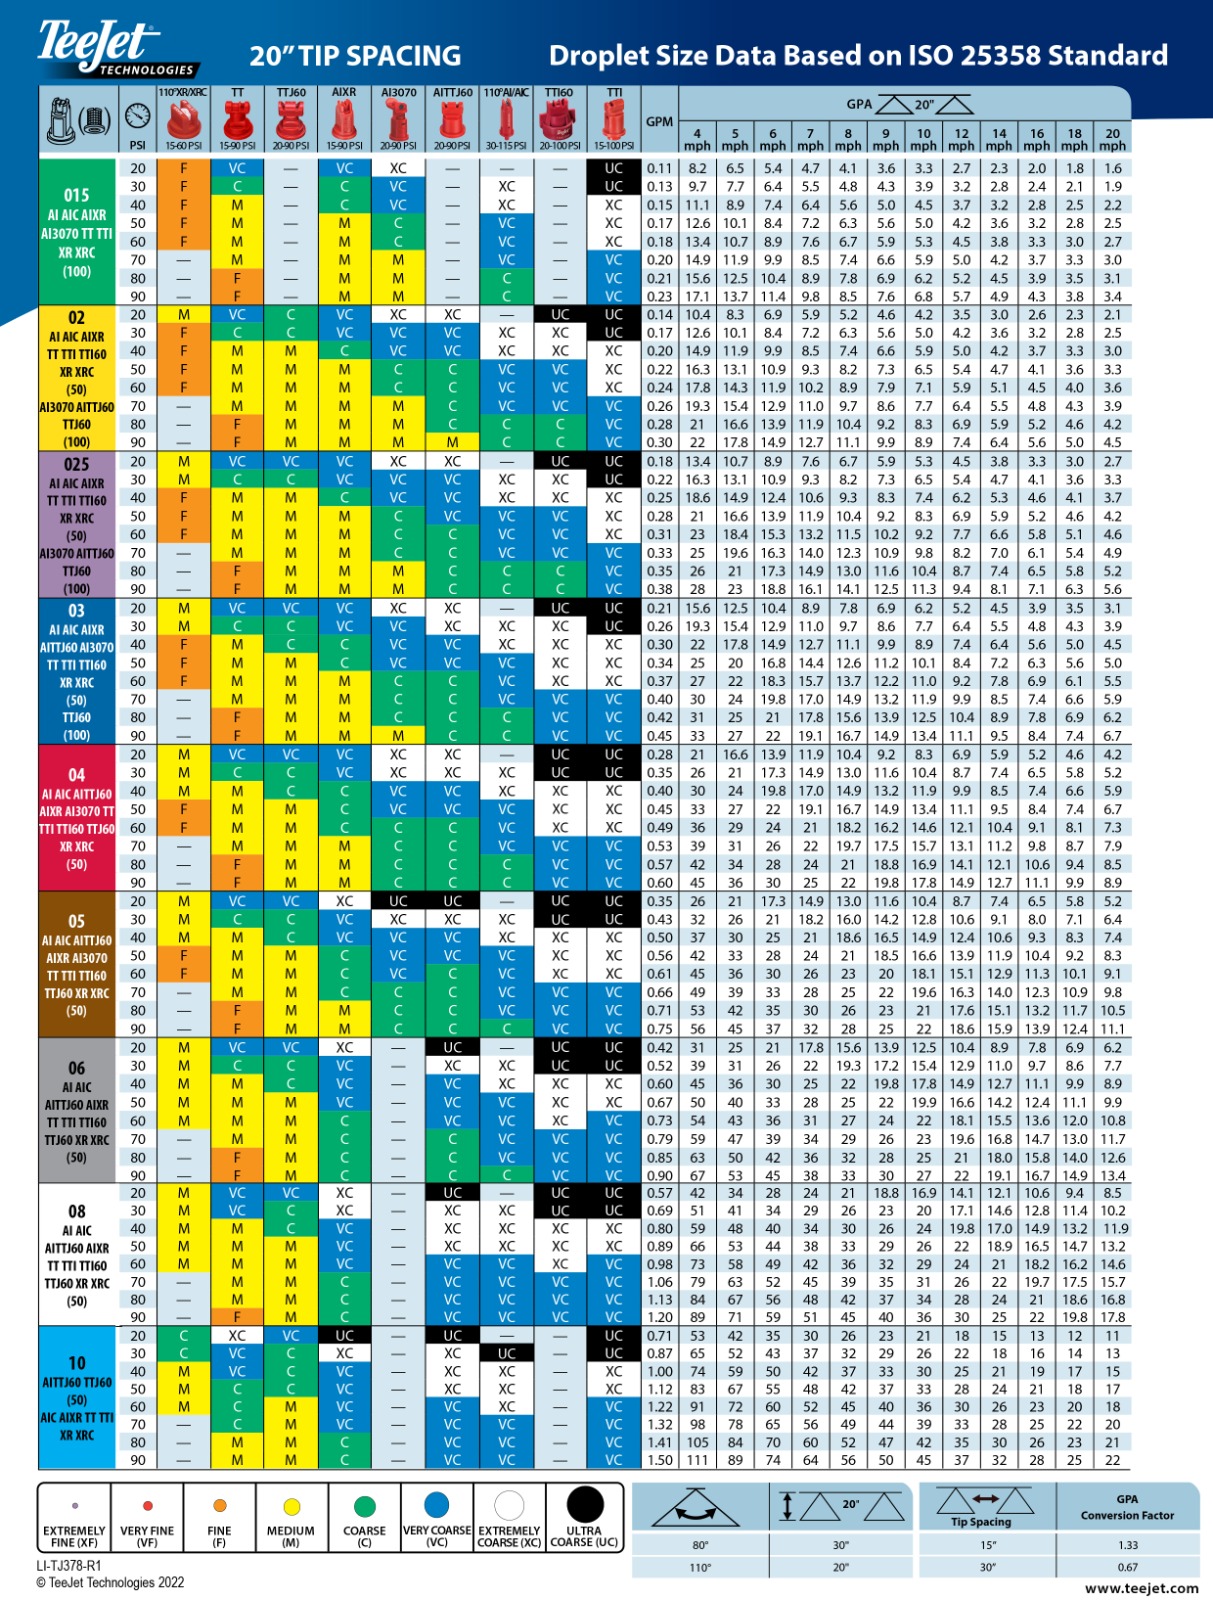 TeeJet®
TECHNOLOGIES
20” TIP SPACING
Droplet Size Data Based on ISO 25358 Standard
110°XR/XRC TT TTJ60 AIXR AI3070 AITTJ60 110°AI/AIC TTI60 TTI
GPA 20"
GPM
PSI 15-60 PSI 15-90 PSI 20-90 PSI 15-90 PSI 20-90 PSI 20-90 PSI 30-115 PSI 20-100 PSI 15-100 PSI
4 mph 5 mph 6 mph 7 mph 8 mph 9 mph 10 mph 12 mph 14 mph 16 mph 18 mph 20 mph
015
AI AIC AIXR
AI3070 TT TTI
XR XRC
(100)
20 F VC — VC XC — — — UC 0.11 8.2 6.5 5.4 4.7 4.1 3.6 3.3 2.7 2.3 2.0 1.8 1.6
30 F C — C VC — XC — UC 0.13 9.7 7.7 6.4 5.5 4.8 4.3 3.9 3.2 2.8 2.4 2.1 1.9
40 F M — C VC — XC — XC 0.15 11.1 8.9 7.4 6.4 5.6 5.0 4.5 3.7 3.2 2.8 2.5 2.2
50 F M — M C — VC — XC 0.17 12.6 10.1 8.4 7.2 6.3 5.6 5.0 4.2 3.6 3.2 2.8 2.5
60 F M — M C — VC — XC 0.18 13.4 10.7 8.9 7.6 6.7 5.9 5.3 4.5 3.8 3.3 3.0 2.7
70 — M — M M — VC — VC 0.20 14.9 11.9 9.9 8.5 7.4 6.6 5.9 5.0 4.2 3.7 3.3 3.0
80 — F — M M — C — VC 0.21 15.6 12.5 10.4 8.9 7.8 6.9 6.2 5.2 4.5 3.9 3.5 3.1
90 — F — M M — C — VC 0.23 17.1 13.7 11.4 9.8 8.5 7.6 6.8 5.7 4.9 4.3 3.8 3.4
02
AI AIC AIXR
TT TTI TTI60
XR XRC
(50)
AI3070 AITTJ60
TTJ60
(100)
20 M VC C VC XC XC — UC UC 0.14 10.4 8.3 6.9 5.9 5.2 4.6 4.2 3.5 3.0 2.6 2.3 2.1
30 F C C VC VC VC XC XC UC 0.17 12.6 10.1 8.4 7.2 6.3 5.6 5.0 4.2 3.6 3.2 2.8 2.5
40 F M M C VC VC XC XC XC 0.20 14.9 11.9 9.9 8.5 7.4 6.6 5.9 5.0 4.2 3.7 3.3 3.0
50 F M M M C C VC VC XC 0.22 16.3 13.1 10.9 9.3 8.2 7.3 6.5 5.4 4.7 4.1 3.6 3.3
60 F M M M C C VC VC XC 0.24 17.8 14.3 11.9 10.2 8.9 7.9 7.1 5.9 5.1 4.5 4.0 3.6
70 — M M M M C VC VC VC 0.26 19.3 15.4 12.9 11.0 9.7 8.6 7.7 6.4 5.5 4.8 4.3 3.9
80 — F M M M C C C VC 0.28 21 16.6 13.9 11.9 10.4 9.2 8.3 6.9 5.9 5.2 4.6 4.2
90 — F M M M M C C VC 0.30 22 17.8 14.9 12.7 11.1 9.9 8.9 7.4 6.4 5.6 5.0 4.5
025
AI AIC AIXR
TT TTI TTI60
XR XRC
(50)
AI3070 AITTJ60
TTJ60
(100)
20 M VC VC VC XC XC — UC UC 0.18 13.4 10.7 8.9 7.6 6.7 5.9 5.3 4.5 3.8 3.3 3.0 2.7
30 M C C VC VC VC XC XC UC 0.22 16.3 13.1 10.9 9.3 8.2 7.3 6.5 5.4 4.7 4.1 3.6 3.3
40 F M M C VC VC XC XC XC 0.25 18.6 14.9 12.4 10.6 9.3 8.3 7.4 6.2 5.3 4.6 4.1 3.7
50 F M M M C VC VC VC XC 0.28 21 16.6 13.9 11.9 10.4 9.2 8.3 6.9 5.9 5.2 4.6 4.2
60 F M M M C C VC VC XC 0.31 23 18.4 15.3 13.2 11.5 10.2 9.2 7.7 6.6 5.8 5.1 4.6
70 — M M M C C VC VC VC 0.33 25 19.6 16.3 14.0 12.3 10.9 9.8 8.2 7.0 6.1 5.4 4.9
80 — F M M M C C C VC 0.35 26 21 17.3 14.9 13.0 11.6 10.4 8.7 7.4 6.5 5.8 5.2
90 — F M M M C C C VC 0.38 28 23 18.8 16.1 14.1 12.5 11.3 9.4 8.1 7.1 6.3 5.6
03
AI AIC AIXR
AITTJ60 AI3070
TT TTI TTI60
XR XRC
(50)
TTJ60
(100)
20 M VC VC VC XC XC — UC UC 0.21 15.6 12.5 10.4 8.9 7.8 6.9 6.2 5.2 4.5 3.9 3.5 3.1
30 M C C VC VC XC XC XC UC 0.26 19.3 15.4 12.9 11.0 9.7 8.6 7.7 6.4 5.5 4.8 4.3 3.9
40 F M C C VC VC XC XC XC 0.30 22 17.8 14.9 12.7 11.1 9.9 8.9 7.4 6.4 5.6 5.0 4.5
50 F M M C VC VC VC XC XC 0.34 25 20 16.8 14.4 12.6 11.2 10.1 8.4 7.2 6.3 5.6 5.0
60 F M M M C C VC XC XC 0.37 27 22 18.3 15.7 13.7 12.2 11.0 9.2 7.8 6.9 6.1 5.5
70 — M M M C C VC VC VC 0.40 30 24 19.8 17.0 14.9 13.2 11.9 9.9 8.5 7.4 6.6 5.9
80 — F M M C C C VC VC 0.42 31 25 21 17.8 15.6 13.9 12.5 10.4 8.9 7.8 6.9 6.2
90 — F M M M C C VC VC 0.45 33 27 22 19.1 16.7 14.9 13.4 11.1 9.5 8.4 7.4 6.7
04
AI AIC AITTJ60
AIXR AI3070 TT
TTI TTI60 TTJ60
XR XRC
(50)
20 M VC VC VC XC XC — UC UC 0.28 21 16.6 13.9 11.9 10.4 9.2 8.3 6.9 5.9 5.2 4.6 4.2
30 M C C VC XC XC XC UC UC 0.35 26 21 17.3 14.9 13.0 11.6 10.4 8.7 7.4 6.5 5.8 5.2
40 M M C C VC VC XC XC XC 0.40 30 24 19.8 17.0 14.9 13.2 11.9 9.9 8.5 7.4 6.6 5.9
50 F M M C VC VC VC XC XC 0.45 33 27 22 19.1 16.7 14.9 13.4 11.1 9.5 8.4 7.4 6.7
60 F M M C C C VC XC XC 0.49 36 29 24 21 18.2 16.2 14.6 12.1 10.4 9.1 8.1 7.3
70 — M M M C C VC VC VC 0.53 39 31 26 22 19.7 17.5 15.7 13.1 11.2 9.8 8.7 7.9
80 — F M M C C C VC VC 0.57 42 34 28 24 21 18.8 16.9 14.1 12.1 10.6 9.4 8.5
90 — F M M C C C VC VC 0.60 45 36 30 25 22 19.8 17.8 14.9 12.7 11.1 9.9 8.9
05
AI AIC AITTJ60
AIXR AI3070
TT TTI TTI60
TTJ60 XR XRC
(50)
20 M VC VC XC UC UC — UC UC 0.35 26 21 17.3 14.9 13.0 11.6 10.4 8.7 7.4 6.5 5.8 5.2
30 M C C VC XC XC XC UC UC 0.43 32 26 21 18.2 16.0 14.2 12.8 10.6 9.1 8.0 7.1 6.4
40 M M C VC VC VC XC XC XC 0.50 37 30 25 21 18.6 16.5 14.9 12.4 10.6 9.3 8.3 7.4
50 F M M C VC VC VC XC XC 0.56 42 33 28 24 21 18.5 16.6 13.9 11.9 10.4 9.2 8.3
60 F M M C VC C VC XC XC 0.61 45 36 30 26 23 20 18.1 15.1 12.9 11.3 10.1 9.1
70 — M M C C C VC VC VC 0.66 49 39 33 28 25 22 19.6 16.3 14.0 12.3 10.9 9.8
80 — F M M C C VC VC VC 0.71 53 42 35 30 26 23 21 17.6 15.1 13.2 11.7 10.5
90 — F M M C C C VC VC 0.75 56 45 37 32 28 25 22 18.6 15.9 13.9 12.4 11.1
06
AI AIC
AITTJ60 AIXR
TT TTI TTI60
TTJ60 XR XRC
(50)
20 M VC VC XC — UC — UC UC 0.42 31 25 21 17.8 15.6 13.9 12.5 10.4 8.9 7.8 6.9 6.2
30 M C C VC — XC XC UC UC 0.52 39 31 26 22 19.3 17.2 15.4 12.9 11.0 9.7 8.6 7.7
40 M M C VC — VC XC XC XC 0.60 45 36 30 25 22 19.8 17.8 14.9 12.7 11.1 9.9 8.9
50 M M M VC — VC VC XC XC 0.67 50 40 33 28 25 22 19.9 16.6 14.2 12.4 11.1 9.9
60 M M M C — VC VC XC VC 0.73 54 43 36 31 27 24 22 18.1 15.5 13.6 12.0 10.8
70 — M M C — C VC VC VC 0.79 59 47 39 34 29 26 23 19.6 16.8 14.7 13.0 11.7
80 — F M C — C VC VC VC 0.85 63 50 42 36 32 28 25 21 18.0 15.8 14.0 12.6
90 — F M C — C C VC VC 0.90 67 53 45 38 33 30 27 22 19.1 16.7 14.9 13.4
08
AI AIC
AITTJ60 AIXR
TT TTI TTI60
TTJ60 XR XRC
(50)
20 M VC VC XC — UC — UC UC 0.57 42 34 28 24 21 18.8 16.9 14.1 12.1 10.6 9.4 8.5
30 M VC C XC — XC XC UC UC 0.69 51 41 34 29 26 23 20 17.1 14.6 12.8 11.4 10.2
40 M M C VC — XC XC XC XC 0.80 59 48 40 34 30 26 24 19.8 17.0 14.9 13.2 11.9
50 M M M VC — XC XC XC XC 0.89 66 53 44 38 33 29 26 22 18.9 16.5 14.7 13.2
60 M M M VC — VC VC XC VC 0.98 73 58 49 42 36 32 29 24 21 18.2 16.2 14.6
70 — M M C — VC VC VC VC 1.06 79 63 52 45 39 35 31 26 22 19.7 17.5 15.7
80 — M M C — VC VC VC VC 1.13 84 67 56 48 42 37 34 28 24 21 18.6 16.8
90 — F M C — VC VC VC VC 1.20 89 71 59 51 45 40 36 30 25 22 19.8 17.8
10
AITTJ60 TTJ60
(50)
AIC AIXR TT TTI
XR XRC
20 C XC VC UC — UC — — UC 0.71 53 42 35 30 26 23 21 18 15 13 12 11
30 C VC C XC — XC UC — UC 0.87 65 52 43 37 32 29 26 22 18 16 14 13
40 M VC C VC — XC XC — XC 1.00 74 59 50 42 37 33 30 25 21 19 17 15
50 M C C VC — XC XC — XC 1.12 83 67 55 48 42 37 33 28 24 21 18 17
60 M C M VC — VC XC — VC 1.22 91 72 60 52 45 40 36 30 26 23 20 18
70 — C M VC — VC VC — VC 1.32 98 78 65 56 49 44 39 33 28 25 22 20
80 — M M C — VC VC — VC 1.41 105 84 70 60 52 47 42 35 30 26 23 21
90 — M M C — VC VC — VC 1.50 111 89 74 64 56 50 45 37 32 28 25 22
EXTREMELY FINE (XF)
VERY FINE (VF)
FINE (F)
MEDIUM (M)
COARSE (C)
VERY COARSE (VC)
EXTREMELY COARSE (XC)
ULTRA COARSE (UC)
20"
80° 30"
110° 20"
Tip Spacing
GPA Conversion Factor
15" 1.33
30" 0.67
LI-TJ378-R1
© TeeJet Technologies 2022
www.teejet.com